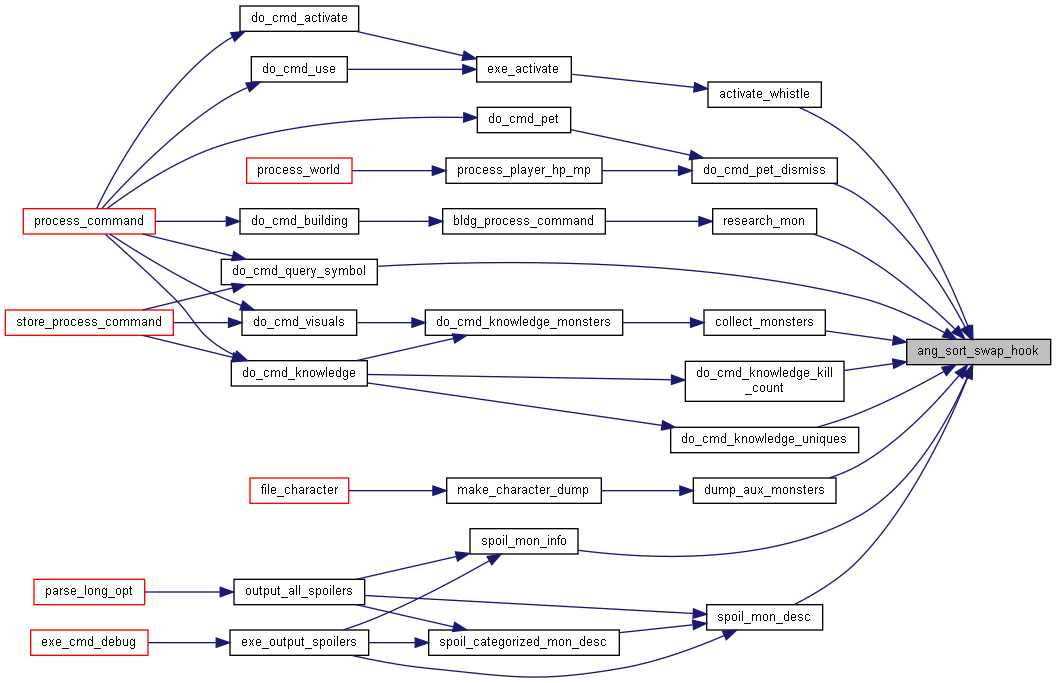 do_cmd_activate
do_cmd_use
exe_activate
activate_whistle
do_cmd_pet
process_world
process_player_hp_mp
do_cmd_pet_dismiss
process_command
do_cmd_building
bldg_process_command
research_mon
do_cmd_query_symbol
store_process_command
do_cmd_visuals
do_cmd_knowledge_monsters
collect_monsters
ang_sort_swap_hook
do_cmd_knowledge
do_cmd_knowledge_kill
_count
do_cmd_knowledge_uniques
file_character
make_character_dump
dump_aux_monsters
spoil_mon_info
parse_long_opt
output_all_spoilers
spoil_mon_desc
exe_cmd_debug
exe_output_spoilers
spoil_categorized_mon_desc